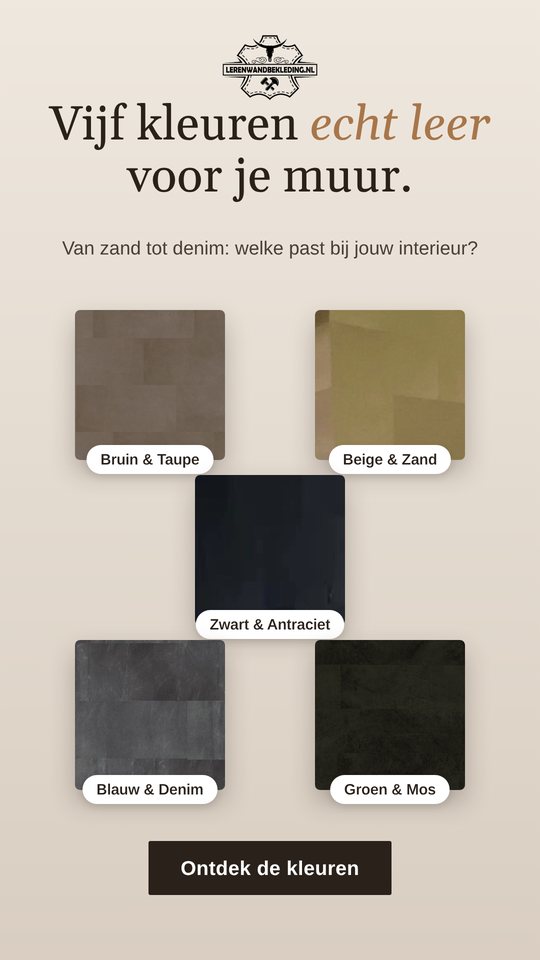 LERENWANDBEKLEDING.NL
Vijf kleuren echt leer
voor je muur.
Van zand tot denim: welke past bij jouw interieur?
Bruin & Taupe
Beige & Zand
Zwart & Antraciet
Blauw & Denim
Groen & Mos
Ontdek de kleuren